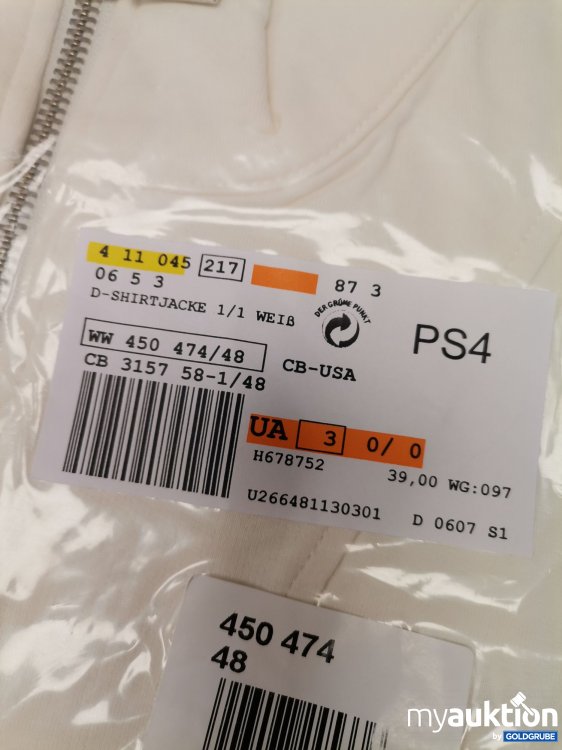 4 11 045 217 87 3
06 5 3
D-SHIRTJACKE 1/1 WEIß
DER GRÜNE PUNKT
PS4
WW 450 474/48
CB-USA
CB 3157 58-1/48
UA 3 0/ 0
H678752 39,00 WG:097
U266481130301 D 0607 S1
450 474
48
myauktion
by GOLDGRUBE